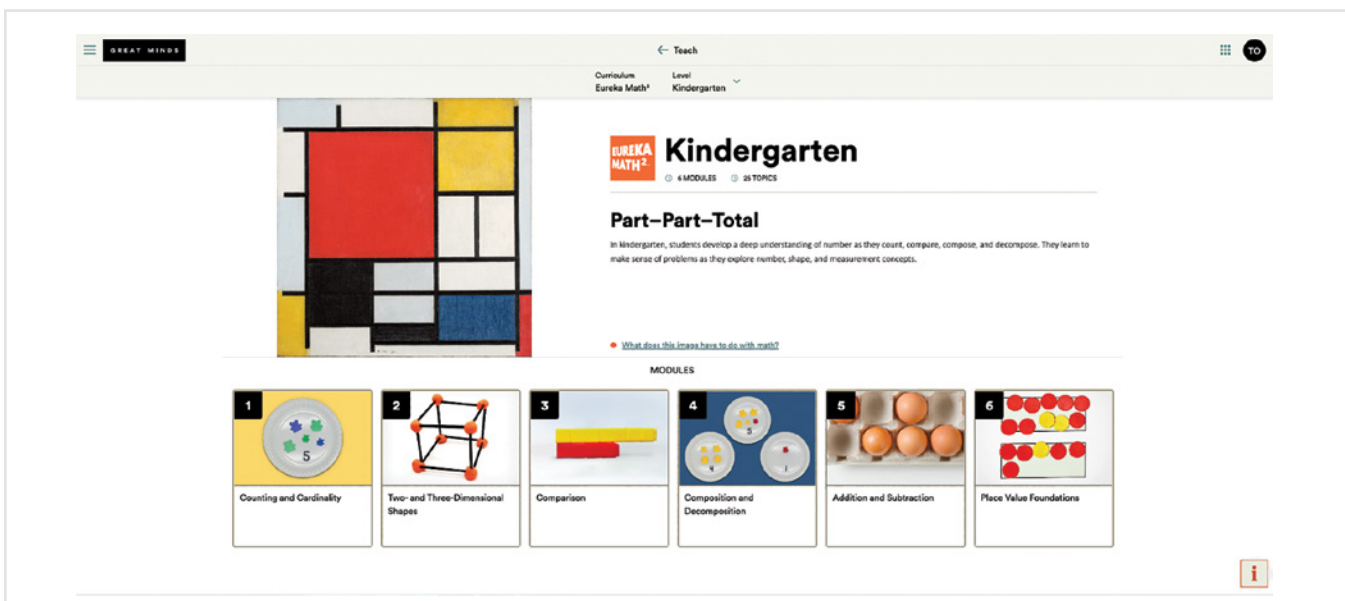 GREAT MINDS
← Teach
TO
Curriculum
Eureka Math²
Level
Kindergarten
EUREKA
MATH²
Kindergarten
6 MODULES 25 TOPICS
Part–Part–Total
In kindergarten, students develop a deep understanding of number as they count, compare, compose, and decompose. They learn to
make sense of problems as they explore number, shape, and measurement concepts.
What does this image have to do with math?
MODULES
1
5
Counting and Cardinality
2
Two- and Three-Dimensional
Shapes
3
Comparison
4
5
4
1
Composition and
Decomposition
5
Addition and Subtraction
6
Place Value Foundations
i